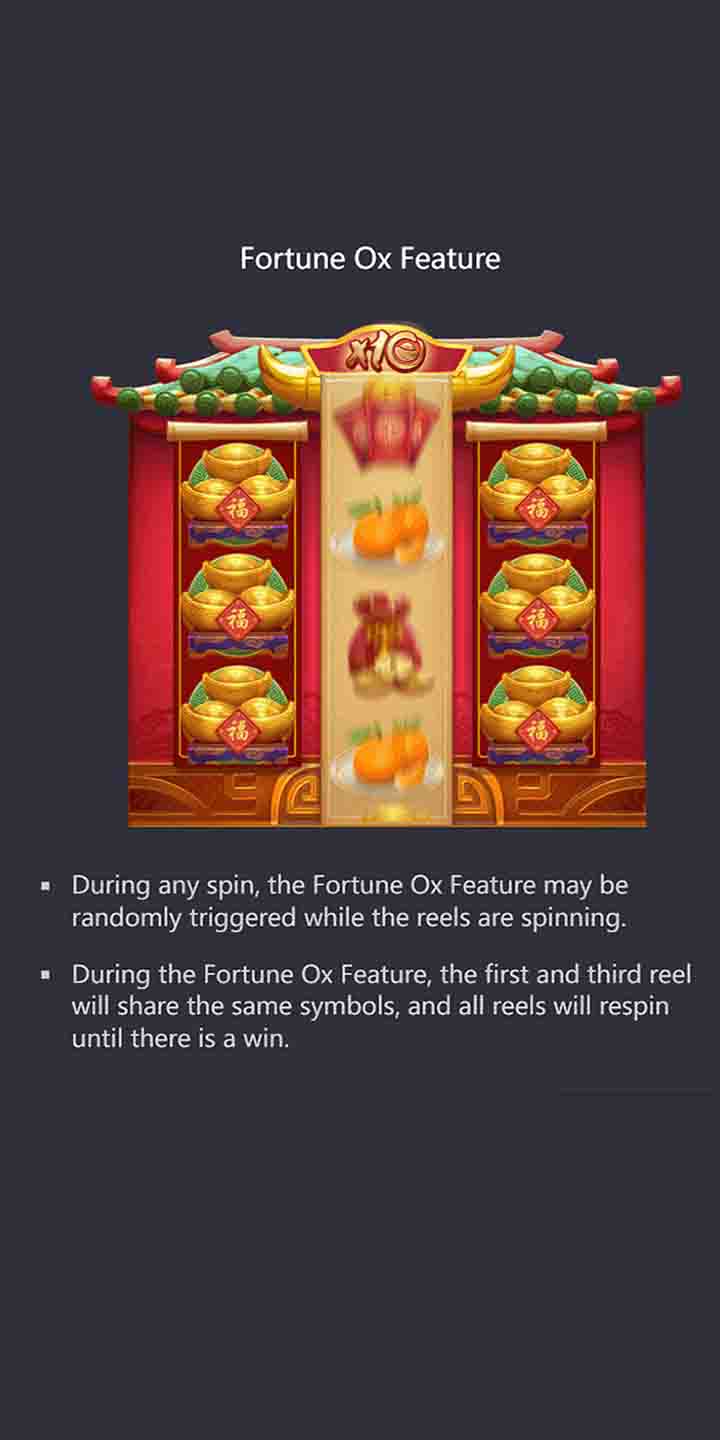 Fortune Ox Feature
x10
福 福
福 福
福 福
▪ During any spin, the Fortune Ox Feature may be
randomly triggered while the reels are spinning.
▪ During the Fortune Ox Feature, the first and third reel
will share the same symbols, and all reels will respin
until there is a win.